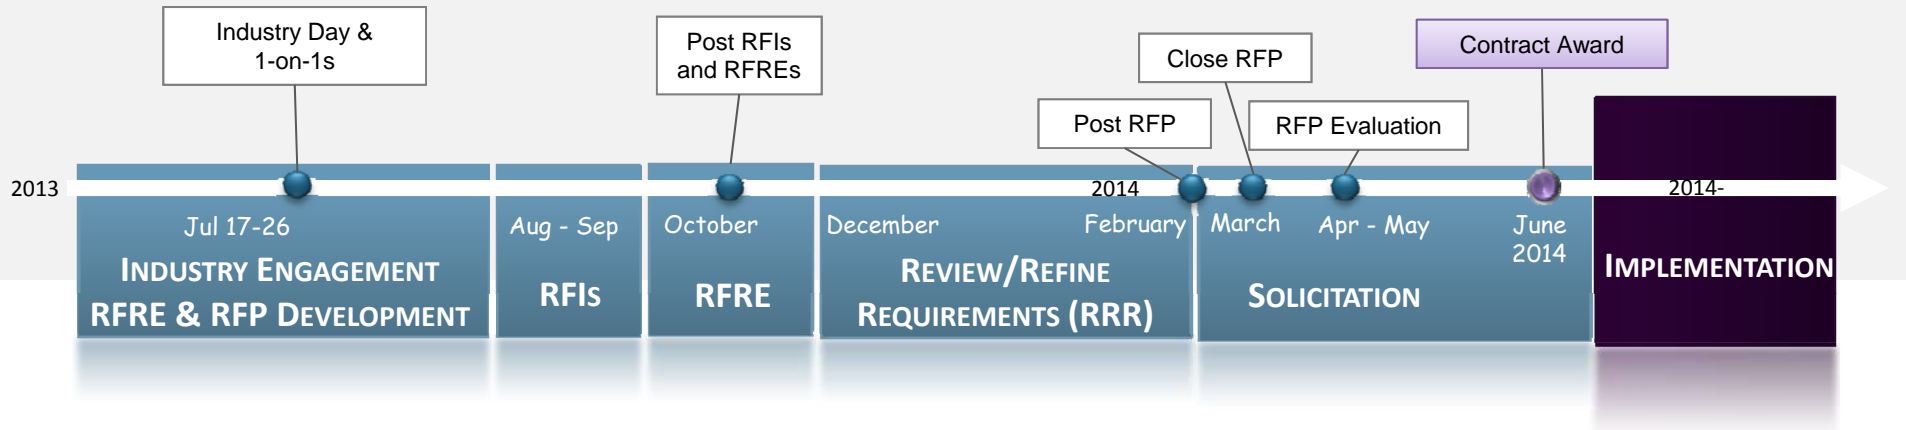 Industry Day &
1-on-1s
Post RFIs
and RFREs
Post RFP
Close RFP
RFP Evaluation
Contract Award
2013
2014
2014-
Jul 17-26
INDUSTRY ENGAGEMENT
RFRE & RFP DEVELOPMENT
Aug - Sep
RFIS
October
RFRE
December
February
REVIEW/REFINE
REQUIREMENTS (RRR)
March
Apr - May
June
2014
SOLICITATION
IMPLEMENTATION